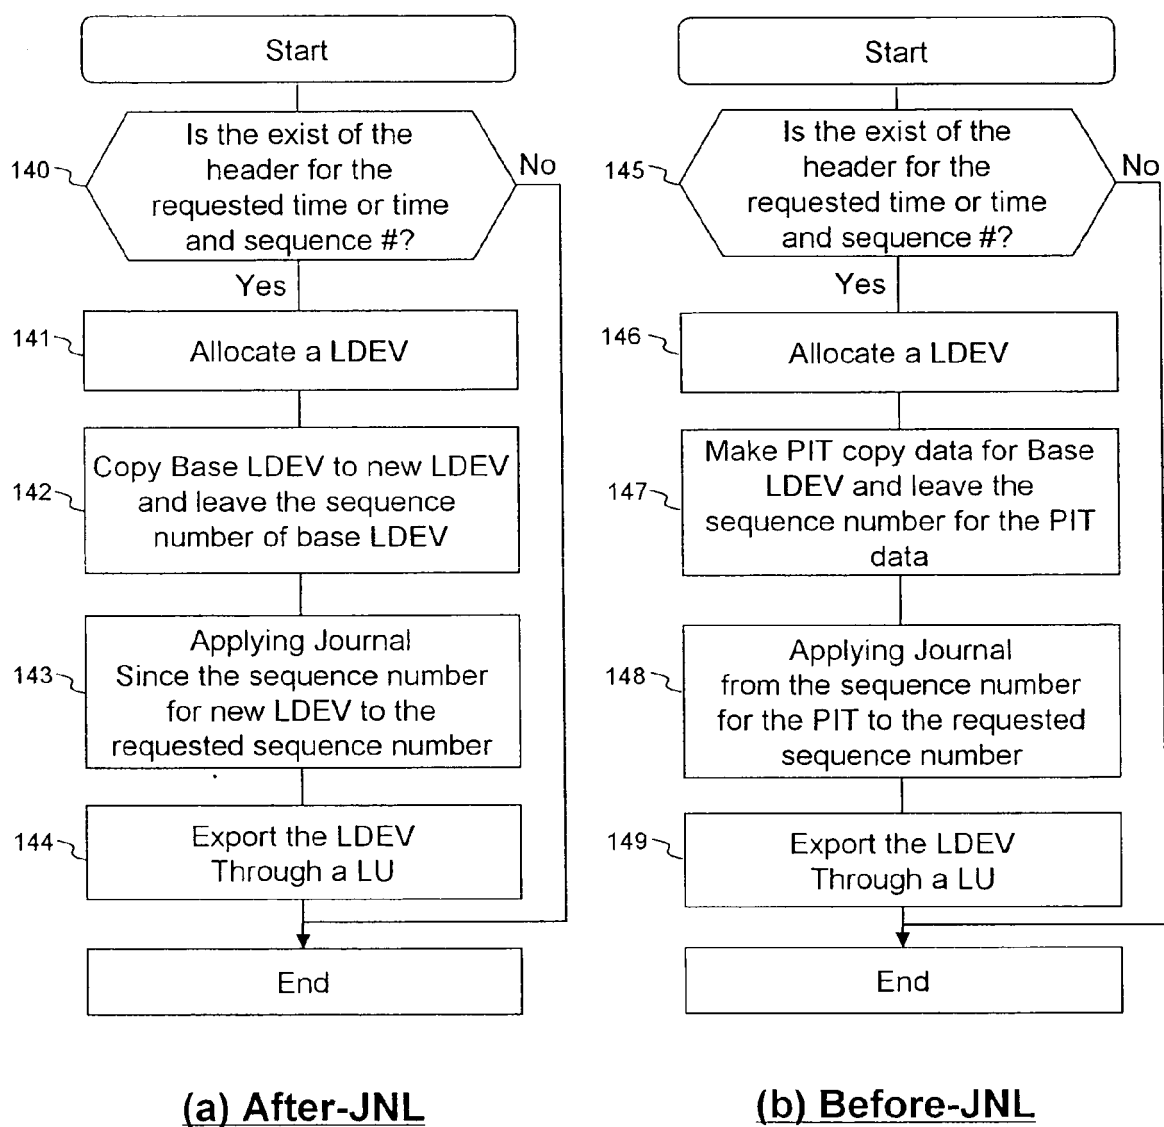 Start
140
Is the exist of the
header for the
requested time or time
and sequence #?
No
Yes
141
Allocate a LDEV
142
Copy Base LDEV to new LDEV
and leave the sequence
number of base LDEV
143
Applying Journal
Since the sequence number
for new LDEV to the
requested sequence number
144
Export the LDEV
Through a LU
End
(a) After-JNL
Start
145
Is the exist of the
header for the
requested time or time
and sequence #?
No
Yes
146
Allocate a LDEV
147
Make PIT copy data for Base
LDEV and leave the
sequence number for the PIT
data
148
Applying Journal
from the sequence number
for the PIT to the requested
sequence number
149
Export the LDEV
Through a LU
End
(b) Before-JNL